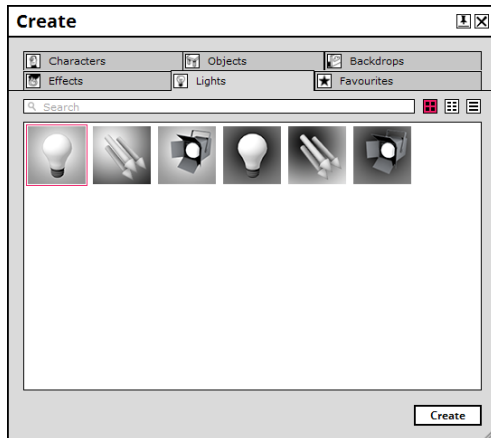 Create
Characters
Objects
Backdrops
Effects
Lights
Favourites
Search
Create